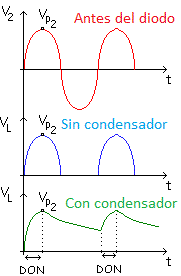 V2
Vp2
Antes del diodo
t
VL
Vp2
Sin condensador
t
VL
Vp2
Con condensador
t
DON
DON